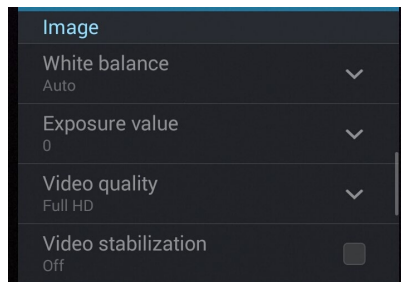 Image
White balance
Auto
Exposure value
0
Video quality
Full HD
Video stabilization
Off